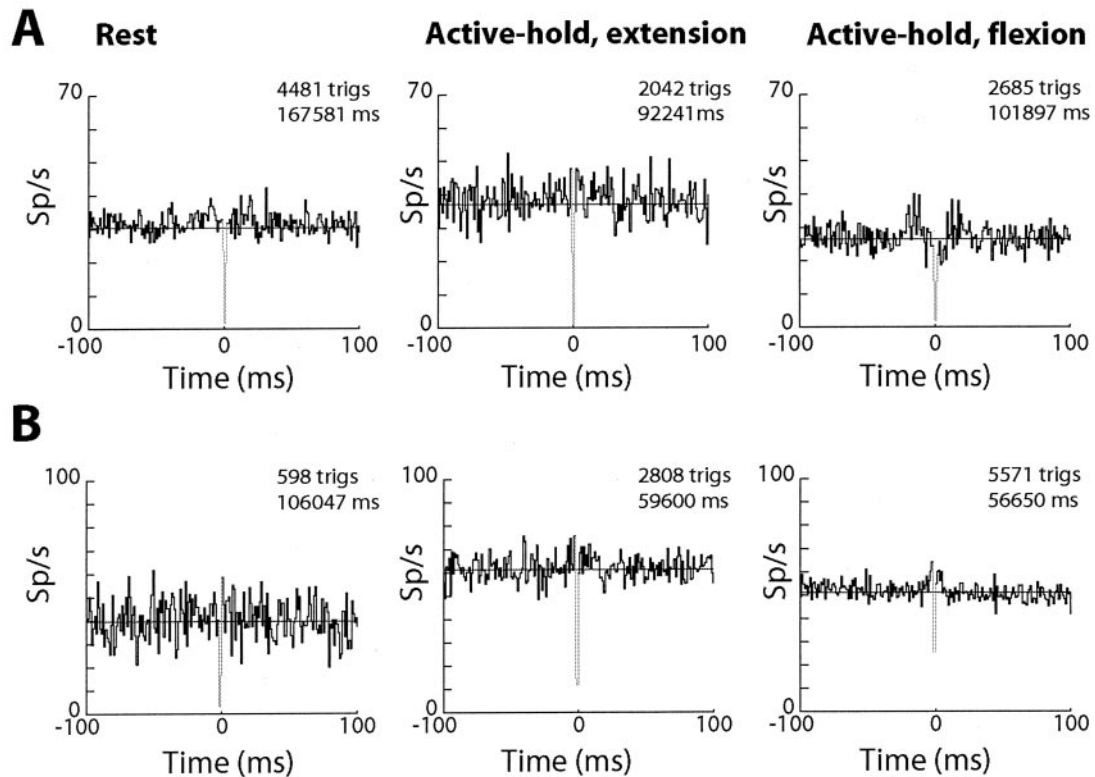 A Rest Active-hold, extension Active-hold, flexion
70
4481 trigs
167581 ms
Sp/s
0
-100 0 100
Time (ms)
70
2042 trigs
92241ms
Sp/s
0
-100 0 100
Time (ms)
70
2685 trigs
101897 ms
Sp/s
0
-100 0 100
Time (ms)
B
100
598 trigs
106047 ms
Sp/s
0
-100 0 100
Time (ms)
100
2808 trigs
59600 ms
Sp/s
0
-100 0 100
Time (ms)
100
5571 trigs
56650 ms
Sp/s
0
-100 0 100
Time (ms)